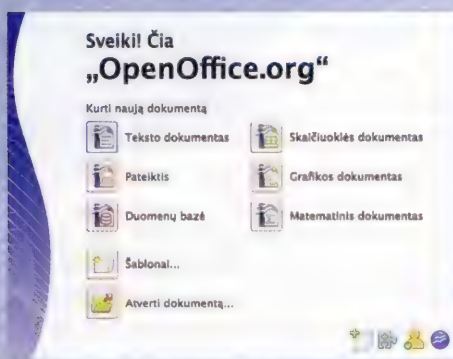 Sveiki! Čia
„OpenOffice.org“
Kurti naują dokumentą
Teksto dokumentas
Skaičiuoklės dokumentas
Pateiktis
Grafikos dokumentas
Duomenų bazė
Matematinis dokumentas
Šablonai...
Atverti dokumentą...